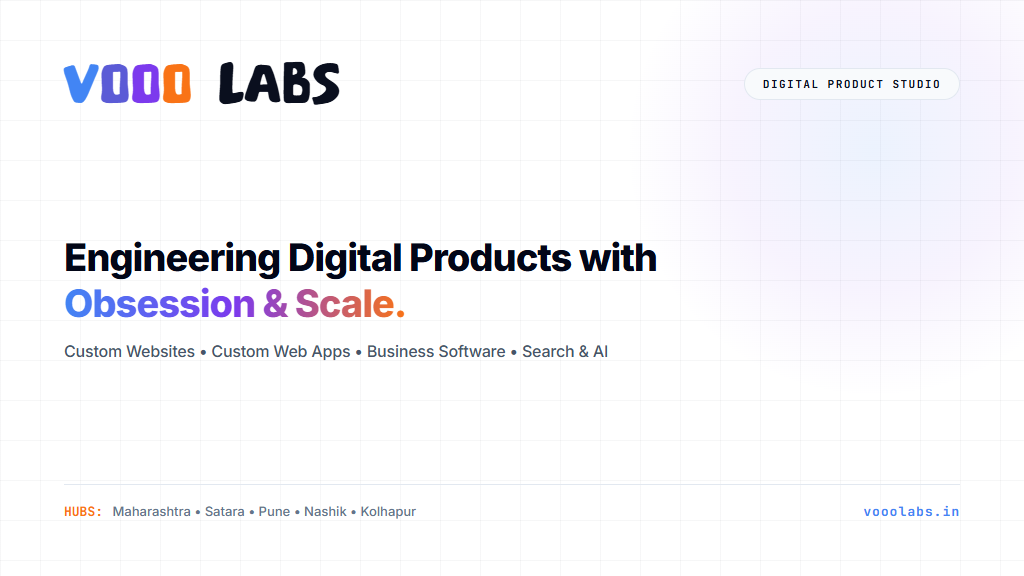 VOOO LABS
DIGITAL PRODUCT STUDIO
Engineering Digital Products with
Obsession & Scale.
Custom Websites • Custom Web Apps • Business Software • Search & AI
HUBS: Maharashtra • Satara • Pune • Nashik • Kolhapur
vooolabs.in